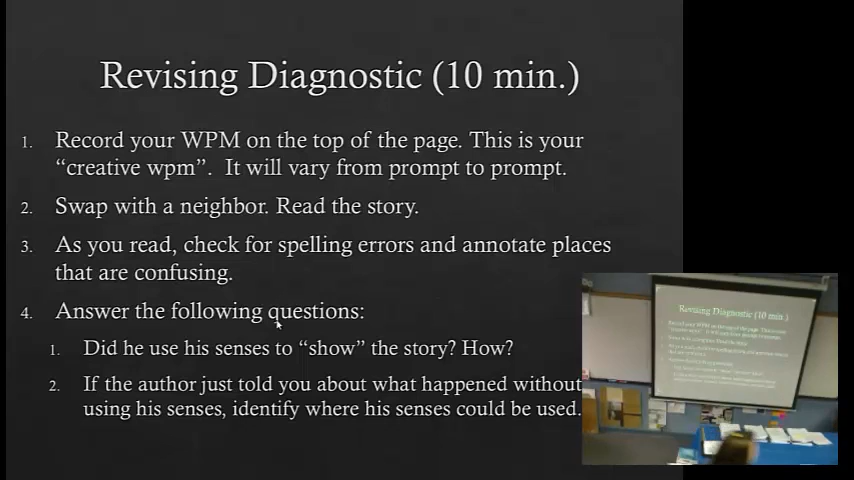 Revising Diagnostic (10 min.)
1. Record your WPM on the top of the page. This is your
“creative wpm”. It will vary from prompt to prompt.
2. Swap with a neighbor. Read the story.
3. As you read, check for spelling errors and annotate places
that are confusing.
4. Answer the following questions:
1. Did he use his senses to “show” the story? How?
2. If the author just told you about what happened without
using his senses, identify where his senses could be used.
Revising Diagnostic (10 min.)